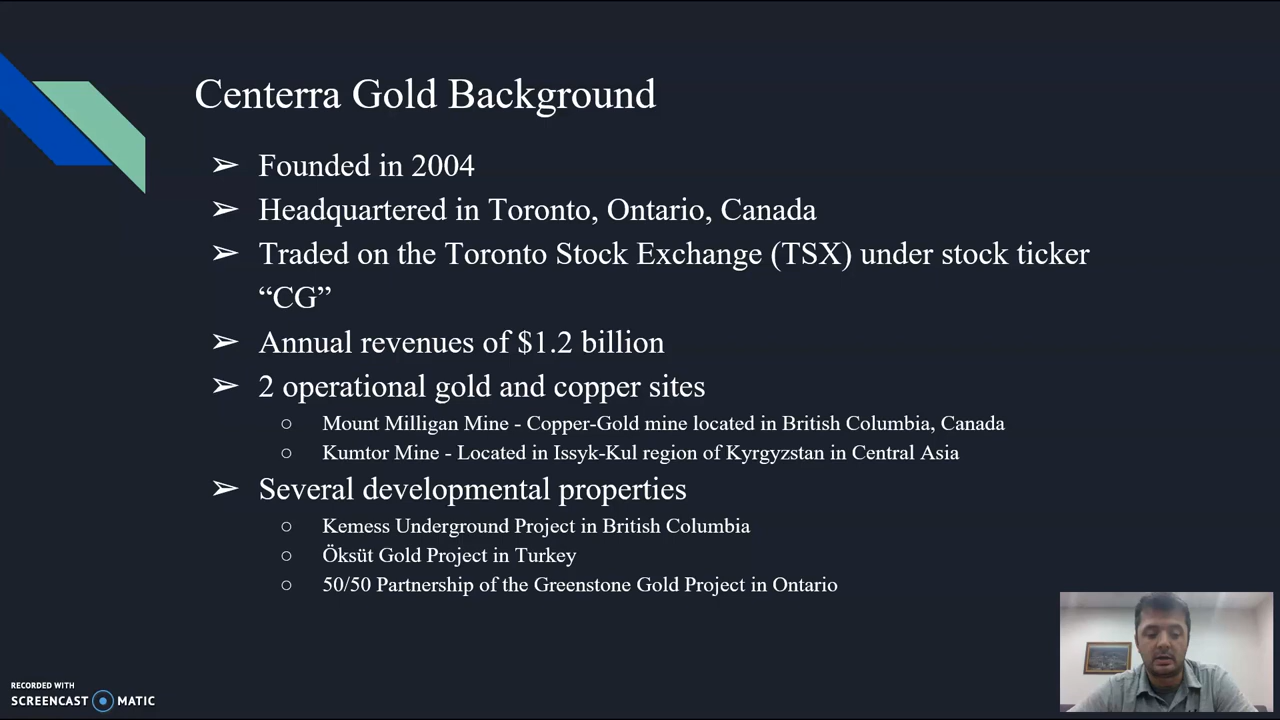 Centerra Gold Background
➢ Founded in 2004
➢ Headquartered in Toronto, Ontario, Canada
➢ Traded on the Toronto Stock Exchange (TSX) under stock ticker
“CG”
➢ Annual revenues of $1.2 billion
➢ 2 operational gold and copper sites
○ Mount Milligan Mine - Copper-Gold mine located in British Columbia, Canada
○ Kumtor Mine - Located in Issyk-Kul region of Kyrgyzstan in Central Asia
➢ Several developmental properties
○ Kemess Underground Project in British Columbia
○ Öksüt Gold Project in Turkey
○ 50/50 Partnership of the Greenstone Gold Project in Ontario
RECORDED WITH
SCREENCAST MATIC